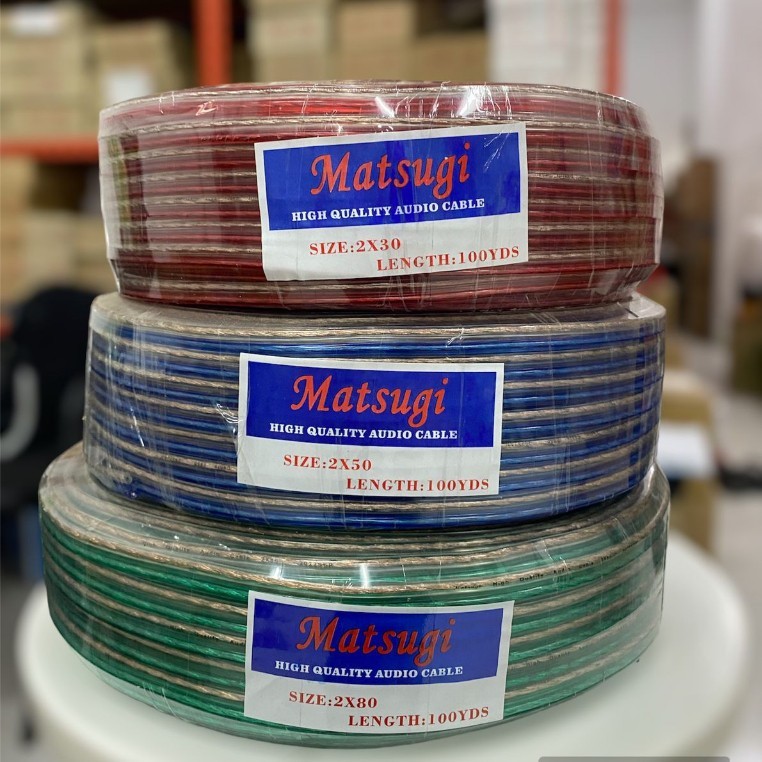 Matsugi
HIGH QUALITY AUDIO CABLE
SIZE:2X30
LENGTH:100YDS
Matsugi
HIGH QUALITY AUDIO CABLE
SIZE:2X50
LENGTH:100YDS
Matsugi
HIGH QUALITY AUDIO CABLE
SIZE:2X80
LENGTH:100YDS